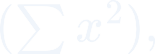 (∑ x²),